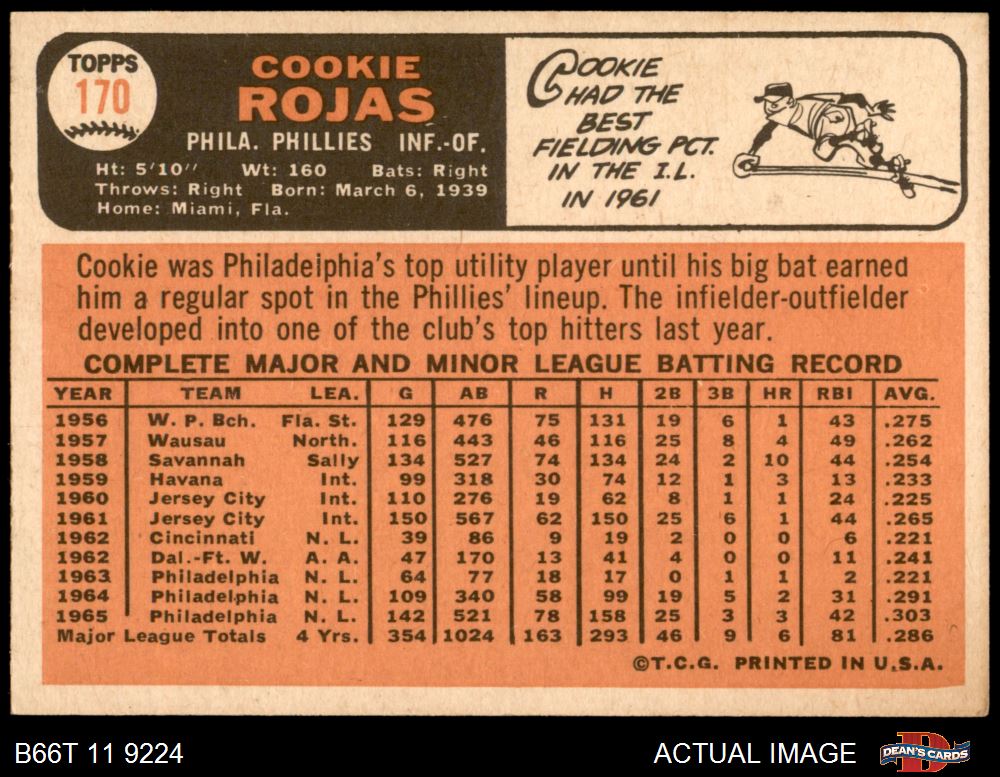 TOPPS
170
COOKIE
ROJAS
PHILA. PHILLIES INF.-OF.
Ht: 5'10" Wt: 160 Bats: Right
Throws: Right Born: March 6, 1939
Home: Miami, Fla.
COOKIE
HAD THE
BEST
FIELDING PCT.
IN THE I.L.
IN 1961
Cookie was Philadelphia's top utility player until his big bat earned
him a regular spot in the Phillies' lineup. The infielder-outfielder
developed into one of the club's top hitters last year.
COMPLETE MAJOR AND MINOR LEAGUE BATTING RECORD
YEAR TEAM LEA. G AB R H 2B 3B HR RBI AVG.
1956 W. P. Bch. Fla. St. 129 476 75 131 19 6 1 43 .275
1957 Wausau North. 116 443 46 116 25 8 4 49 .262
1958 Savannah Sally 134 527 74 134 24 2 10 44 .254
1959 Havana Int. 99 318 30 74 12 1 3 13 .233
1960 Jersey City Int. 110 276 19 62 8 1 1 24 .225
1961 Jersey City Int. 150 567 62 150 25 6 1 44 .265
1962 Cincinnati N. L. 39 86 9 19 2 0 0 6 .221
1962 Dal.-Ft. W. A. A. 47 170 13 41 4 0 0 11 .241
1963 Philadelphia N. L. 64 77 18 17 0 1 1 2 .221
1964 Philadelphia N. L. 109 340 58 99 19 5 2 31 .291
1965 Philadelphia N. L. 142 521 78 158 25 3 3 42 .303
Major League Totals 4 Yrs. 354 1024 163 293 46 9 6 81 .286
©T.C.G. PRINTED IN U.S.A.
B66T 11 9224 ACTUAL IMAGE DEAN'S CARDS